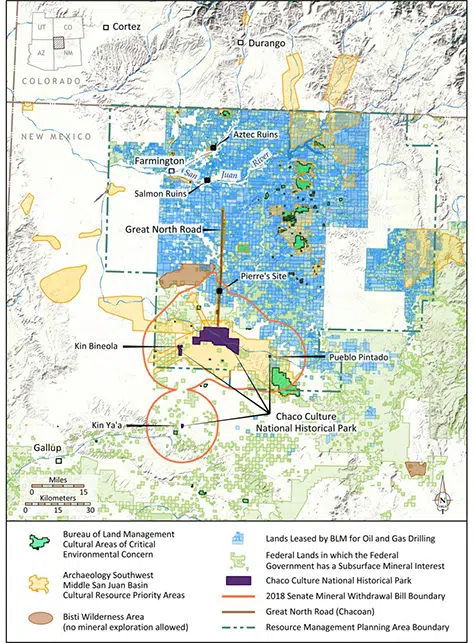 UT
CO
AZ
NM
Cortez
Durango
COLORADO
NEW MEXICO
Aztec Ruins
Farmington
San Juan River
Salmon Ruins
Great North Road
Pierre's Site
Kin Bineola
Pueblo Pintado
Chaco Culture
National Historical Park
Kin Ya'a
Gallup
Miles
0 15
Kilometers
0 15 30
Bureau of Land Management
Cultural Areas of Critical
Environmental Concern
Archaeology Southwest
Middle San Juan Basin
Cultural Resource Priority Areas
Bisti Wilderness Area
(no mineral exploration allowed)
Lands Leased by BLM for Oil and Gas Drilling
Federal Lands in which the Federal
Government has a Subsurface Mineral Interest
Chaco Culture National Historical Park
2018 Senate Mineral Withdrawal Bill Boundary
Great North Road (Chacoan)
Resource Management Planning Area Boundary